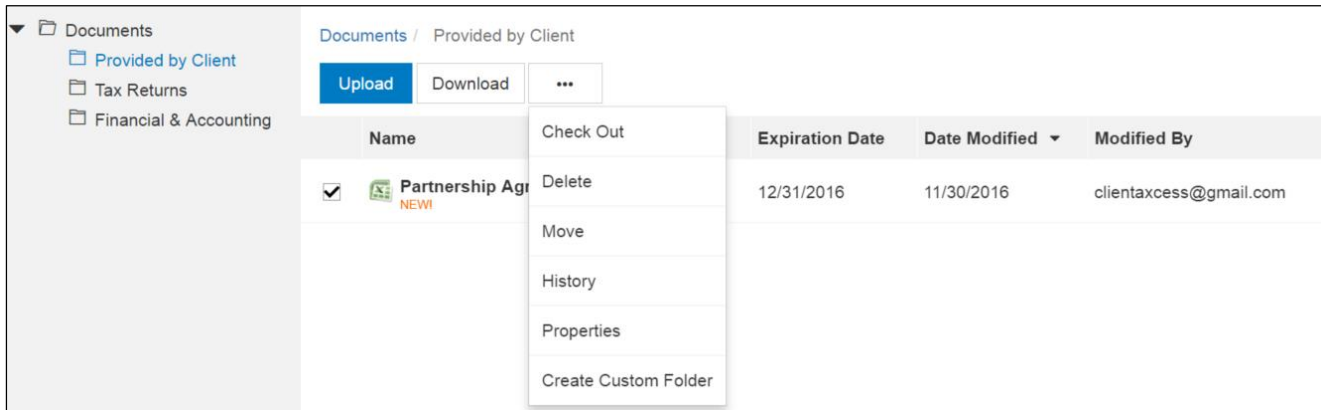 Documents
Provided by Client
Tax Returns
Financial & Accounting
Documents / Provided by Client
Upload Download •••
Check Out
Delete
Move
History
Properties
Create Custom Folder
Name Expiration Date Date Modified Modified By
Partnership Agr 12/31/2016 11/30/2016 clientaxcess@gmail.com
NEW!